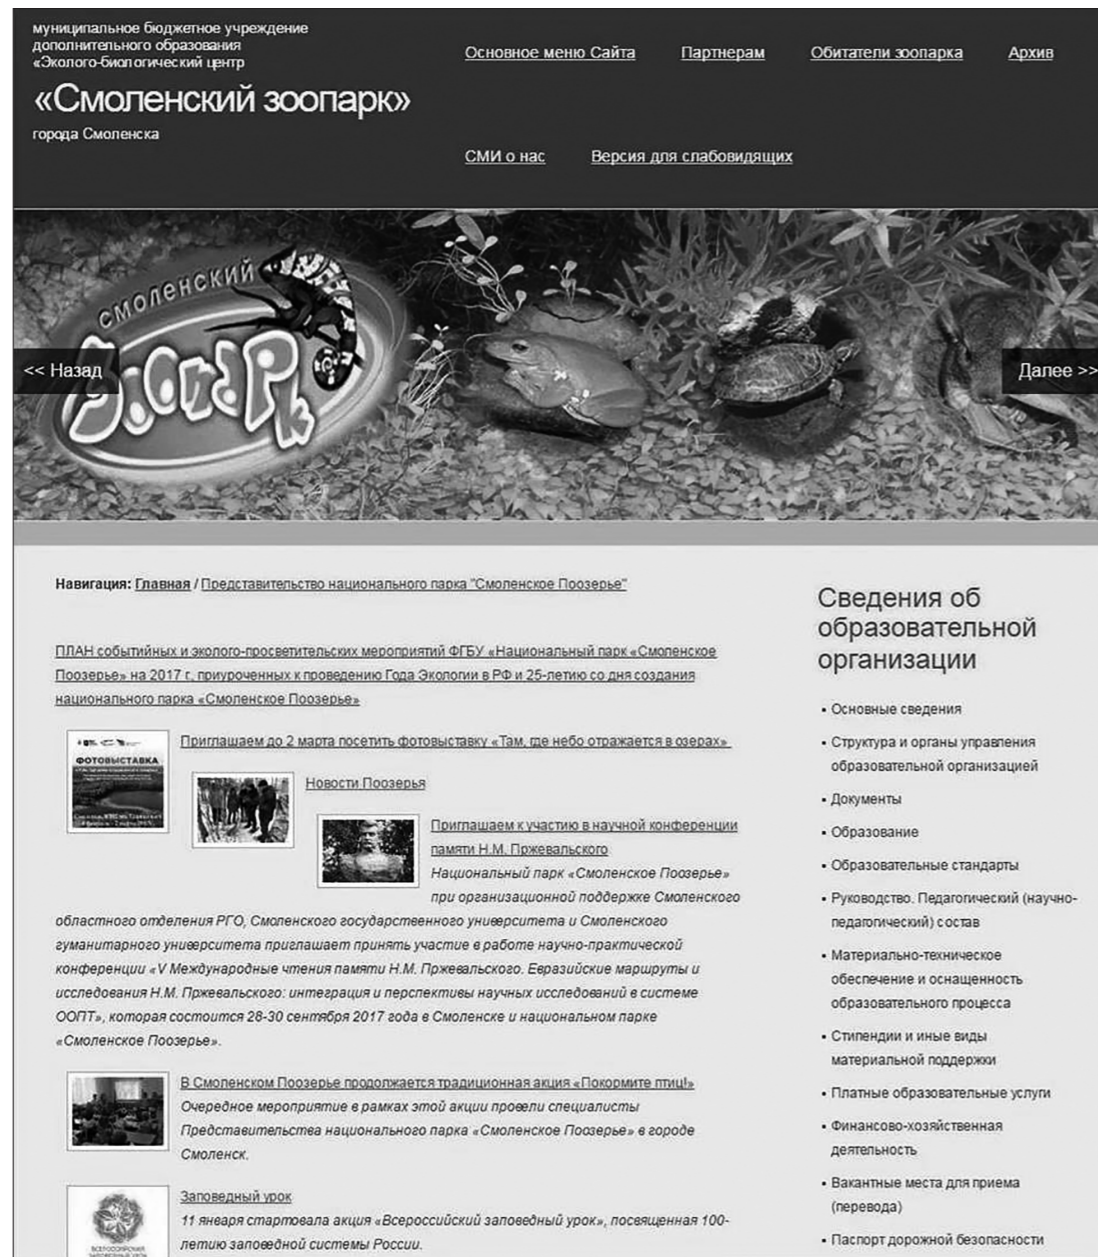 муниципальное бюджетное учреждение
дополнительного образования
«Эколого-биологический центр
«Смоленский зоопарк»
города Смоленска
Основное меню Сайта Партнерам Обитатели зоопарка Архив
СМИ о нас Версия для слабовидящих
смоленский
Зоопарк
<< Назад
Далее >>
Навигация: Главная / Представительство национального парка "Смоленское Поозерье"
ПЛАН событийных и эколого-просветительских мероприятий ФГБУ «Национальный парк «Смоленское
Поозерье» на 2017 г., приуроченных к проведению Года Экологии в РФ и 25-летию со дня создания
национального парка «Смоленское Поозерье»
ФОТОВЫСТАВКА
Приглашаем до 2 марта посетить фотовыставку «Там, где небо отражается в озерах»
Новости Поозерья
Приглашаем к участию в научной конференции
памяти Н.М. Пржевальского
Национальный парк «Смоленское Поозерье»
при организационной поддержке Смоленского
областного отделения РГО, Смоленского государственного университета и Смоленского
гуманитарного университета приглашает принять участие в работе научно-практической
конференции «V Международные чтения памяти Н.М. Пржевальского. Евразийские маршруты и
исследования Н.М. Пржевальского: интеграция и перспективы научных исследований в системе
ООПТ», которая состоится 28-30 сентября 2017 года в Смоленске и национальном парке
«Смоленское Поозерье».
В Смоленском Поозерье продолжается традиционная акция «Покормите птиц!»
Очередное мероприятие в рамках этой акции провели специалисты
Представительства национального парка «Смоленское Поозерье» в городе
Смоленск.
ВСЕРОССИЙСКИЙ
ЗАПОВЕДНЫЙ УРОК
Заповедный урок
11 января стартовала акция «Всероссийский заповедный урок», посвященная 100-
летию заповедной системы России.
Сведения об
образовательной
организации
▪ Основные сведения
▪ Структура и органы управления
образовательной организацией
▪ Документы
▪ Образование
▪ Образовательные стандарты
▪ Руководство. Педагогический (научно-
педагогический) состав
▪ Материально-техническое
обеспечение и оснащенность
образовательного процесса
▪ Стипендии и иные виды
материальной поддержки
▪ Платные образовательные услуги
▪ Финансово-хозяйственная
деятельность
▪ Вакантные места для приема
(перевода)
▪ Паспорт дорожной безопасности